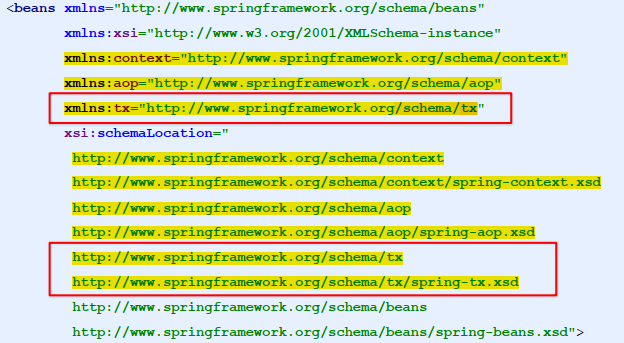 <beans xmlns="http://www.springframework.org/schema/beans"
xmlns:xsi="http://www.w3.org/2001/XMLSchema-instance"
xmlns:context="http://www.springframework.org/schema/context"
xmlns:aop="http://www.springframework.org/schema/aop"
xmlns:tx="http://www.springframework.org/schema/tx"
xsi:schemaLocation="
http://www.springframework.org/schema/context
http://www.springframework.org/schema/context/spring-context.xsd
http://www.springframework.org/schema/aop
http://www.springframework.org/schema/aop/spring-aop.xsd
http://www.springframework.org/schema/tx
http://www.springframework.org/schema/tx/spring-tx.xsd
http://www.springframework.org/schema/beans
http://www.springframework.org/schema/beans/spring-beans.xsd">